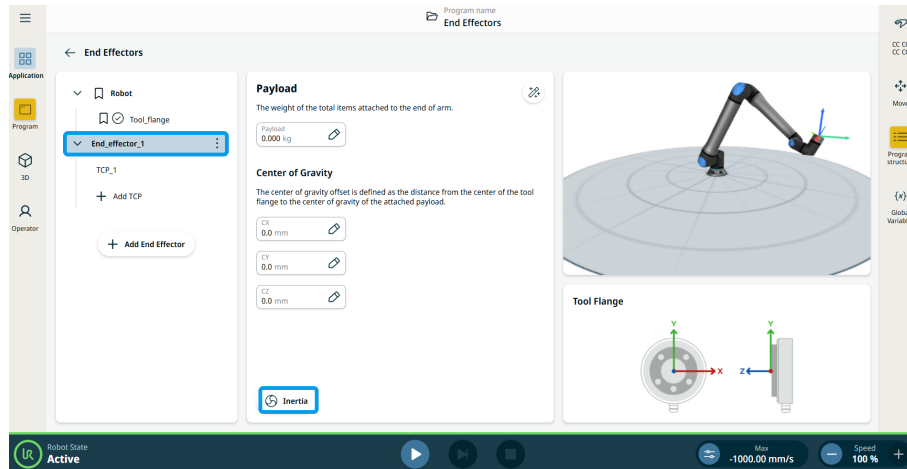 Program name
End Effectors
Application
Program
3D
Operator
End Effectors
Robot
Tool_flange
End_effector_1
TCP_1
Add TCP
Add End Effector
Payload
The weight of the total items attached to the end of arm.
Payload
0.000 kg
Center of Gravity
The center of gravity offset is defined as the distance from the center of the tool
flange to the center of gravity of the attached payload.
CX
0.0 mm
CY
0.0 mm
CZ
0.0 mm
Inertia
Tool Flange
Y
X
Y
Z
Move
{x}
Robot State
Active
Max
-1000.00 mm/s
Speed
100 %